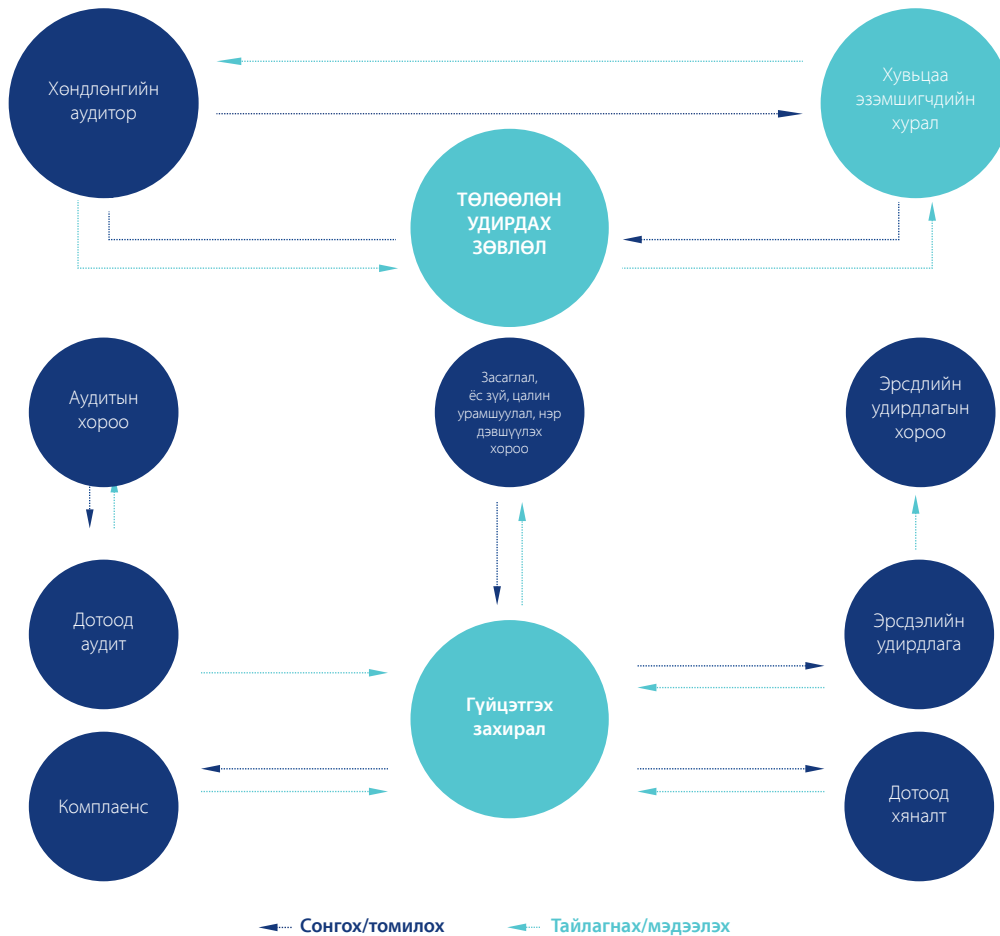 Хөндлөнгийн
аудитор
Хувьцаа
эзэмшигчдийн
хурал
ТӨЛӨӨЛӨН
УДИРДАХ
ЗӨВЛӨЛ
Аудитын
хороо
Засаглал,
ёс зүй, цалин
урамшуулал, нэр
дэвшүүлэх
хороо
Эрсдлийн
удирдлагын
хороо
Дотоод
аудит
Эрсдэлийн
удирдлага
Гүйцэтгэх
захирал
Комплаенс
Дотоод
хяналт
Сонгох/томилох
Тайлагнах/мэдээлэх